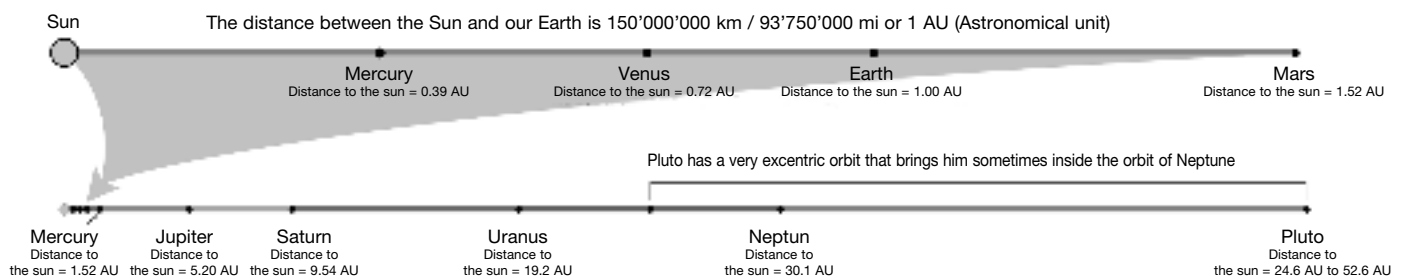 Sun
The distance between the Sun and our Earth is 150’000’000 km / 93’750’000 mi or 1 AU (Astronomical unit)
Mercury
Distance to the sun = 0.39 AU
Venus
Distance to the sun = 0.72 AU
Earth
Distance to the sun = 1.00 AU
Mars
Distance to the sun = 1.52 AU
Pluto has a very excentric orbit that brings him sometimes inside the orbit of Neptune
Mercury
Distance to
the sun = 1.52 AU
Jupiter
Distance to
the sun = 5.20 AU
Saturn
Distance to
the sun = 9.54 AU
Uranus
Distance to
the sun = 19.2 AU
Neptun
Distance to
the sun = 30.1 AU
Pluto
Distance to
the sun = 24.6 AU to 52.6 AU